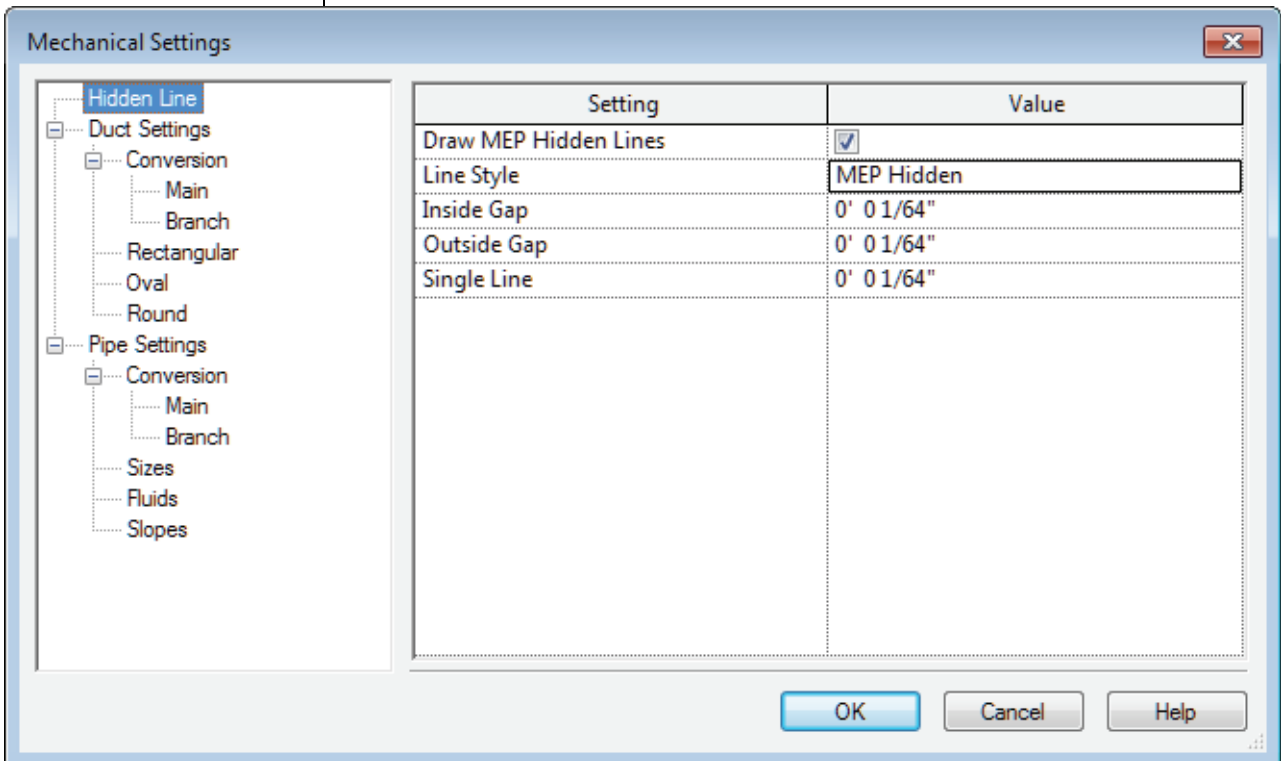 Mechanical Settings
Hidden Line
Duct Settings
Conversion
Main
Branch
Rectangular
Oval
Round
Pipe Settings
Conversion
Main
Branch
Sizes
Fluids
Slopes
Setting Value
Draw MEP Hidden Lines
Line Style MEP Hidden
Inside Gap 0' 0 1/64"
Outside Gap 0' 0 1/64"
Single Line 0' 0 1/64"
OK Cancel Help